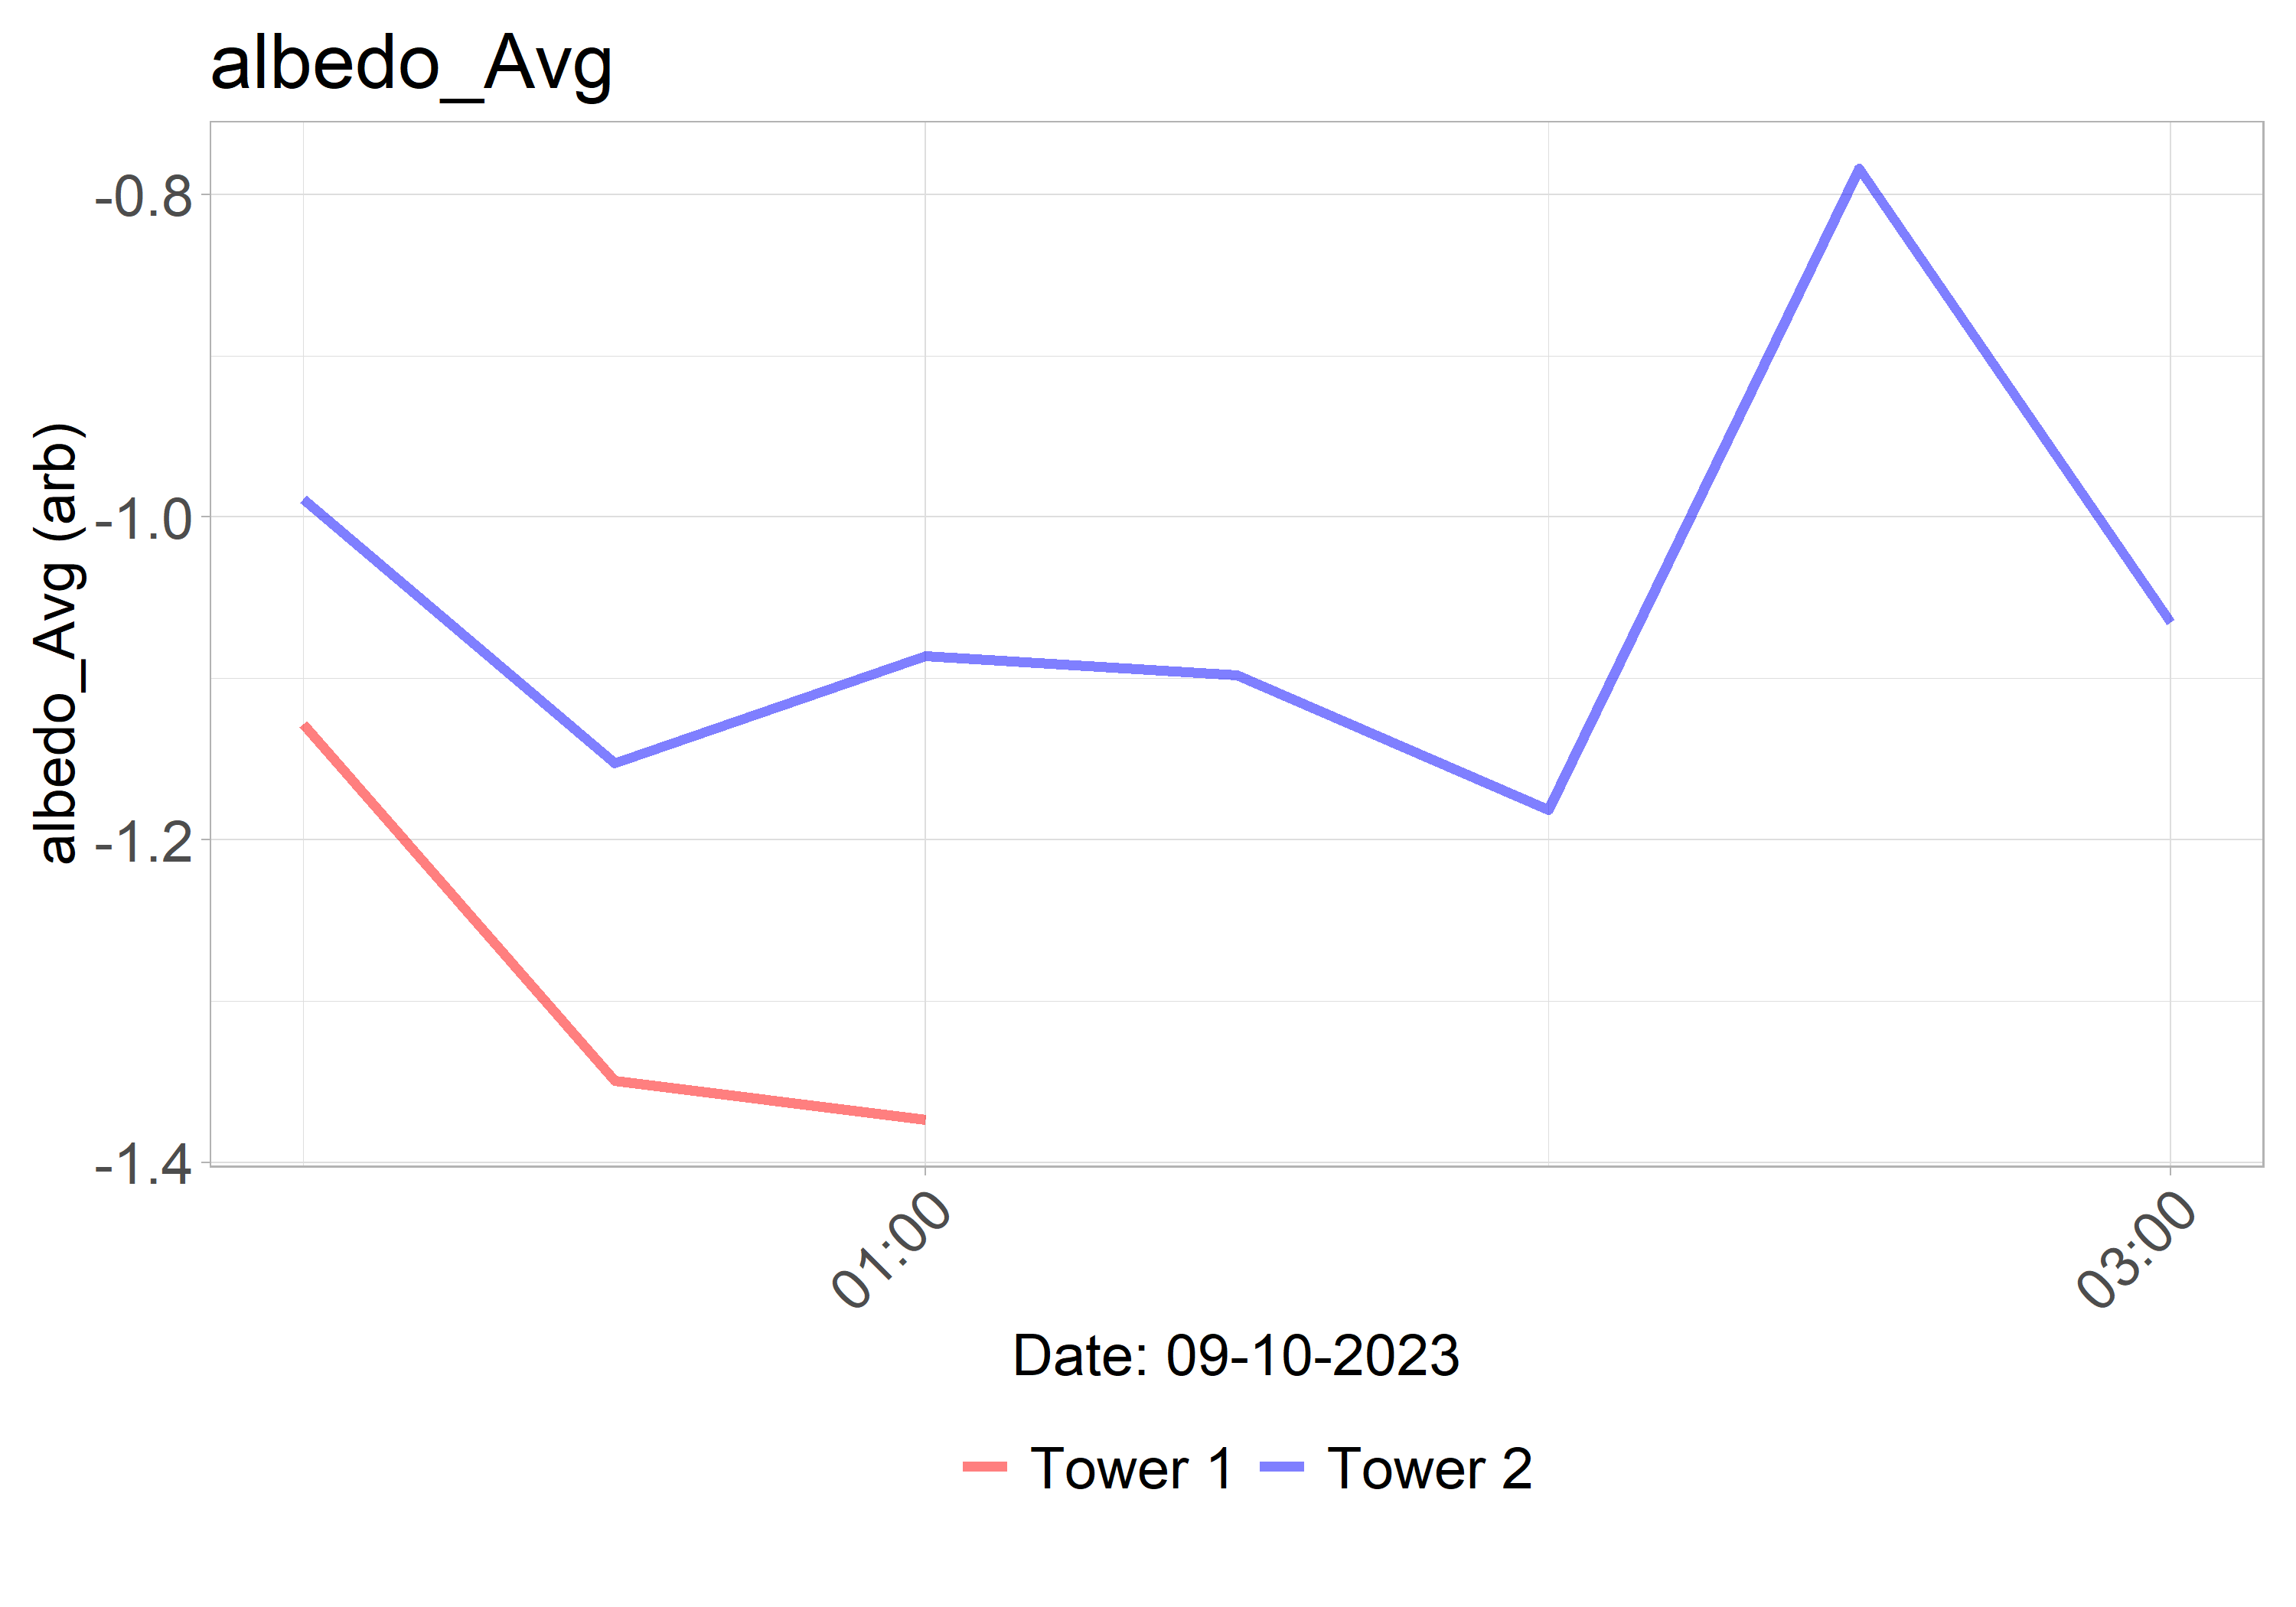 albedo_Avg
albedo_Avg (arb)
-0.8
-1.0
-1.2
-1.4
01:00
03:00
Date: 09-10-2023
Tower 1
Tower 2